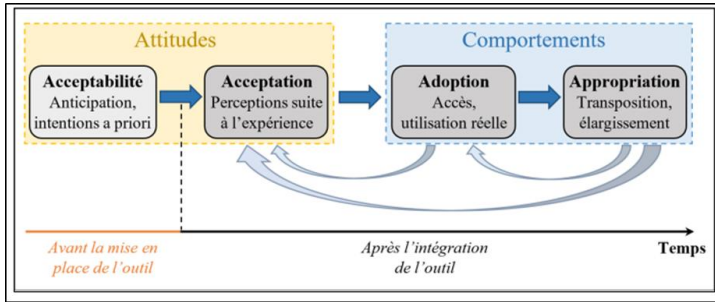 Attitudes
Comportements
Acceptabilité
Anticipation,
intentions a priori
Acceptation
Perceptions suite
à l'expérience
Adoption
Accès,
utilisation réelle
Appropriation
Transposition,
élargissement
Avant la mise en
place de l'outil
Après l'intégration
de l'outil
Temps